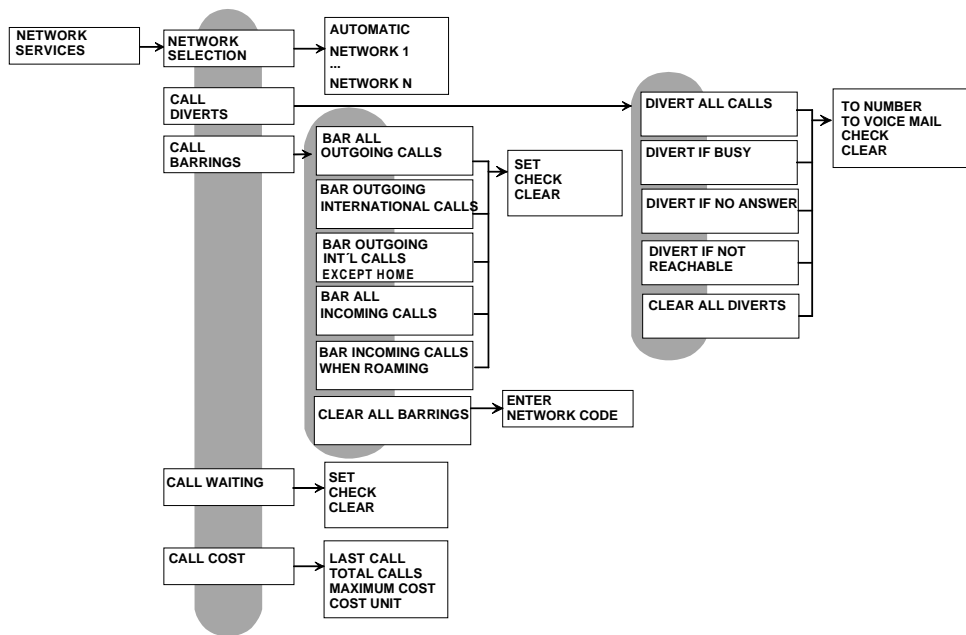 NETWORK
SERVICES
NETWORK
SELECTION
AUTOMATIC
NETWORK 1
...
NETWORK N
CALL
DIVERTS
CALL
BARRINGS
BAR ALL
OUTGOING CALLS
BAR OUTGOING
INTERNATIONAL CALLS
BAR OUTGOING
INT´L CALLS
EXCEPT HOME
BAR ALL
INCOMING CALLS
BAR INCOMING CALLS
WHEN ROAMING
CLEAR ALL BARRINGS
SET
CHECK
CLEAR
ENTER
NETWORK CODE
DIVERT ALL CALLS
DIVERT IF BUSY
DIVERT IF NO ANSWER
DIVERT IF NOT
REACHABLE
CLEAR ALL DIVERTS
TO NUMBER
TO VOICE MAIL
CHECK
CLEAR
CALL WAITING
SET
CHECK
CLEAR
CALL COST
LAST CALL
TOTAL CALLS
MAXIMUM COST
COST UNIT